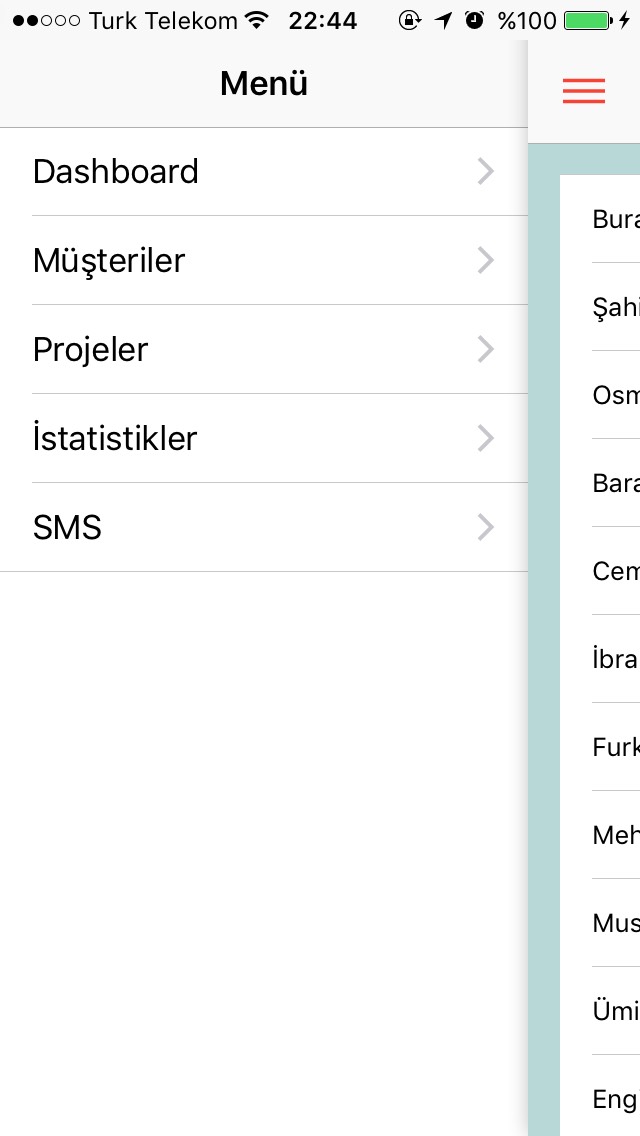 Turk Telekom 22:44 %100
Menü
Dashboard
Müşteriler
Projeler
İstatistikler
SMS
Bura
Şahi
Osm
Bara
Cem
İbra
Furk
Meh
Mus
Ümi
Eng